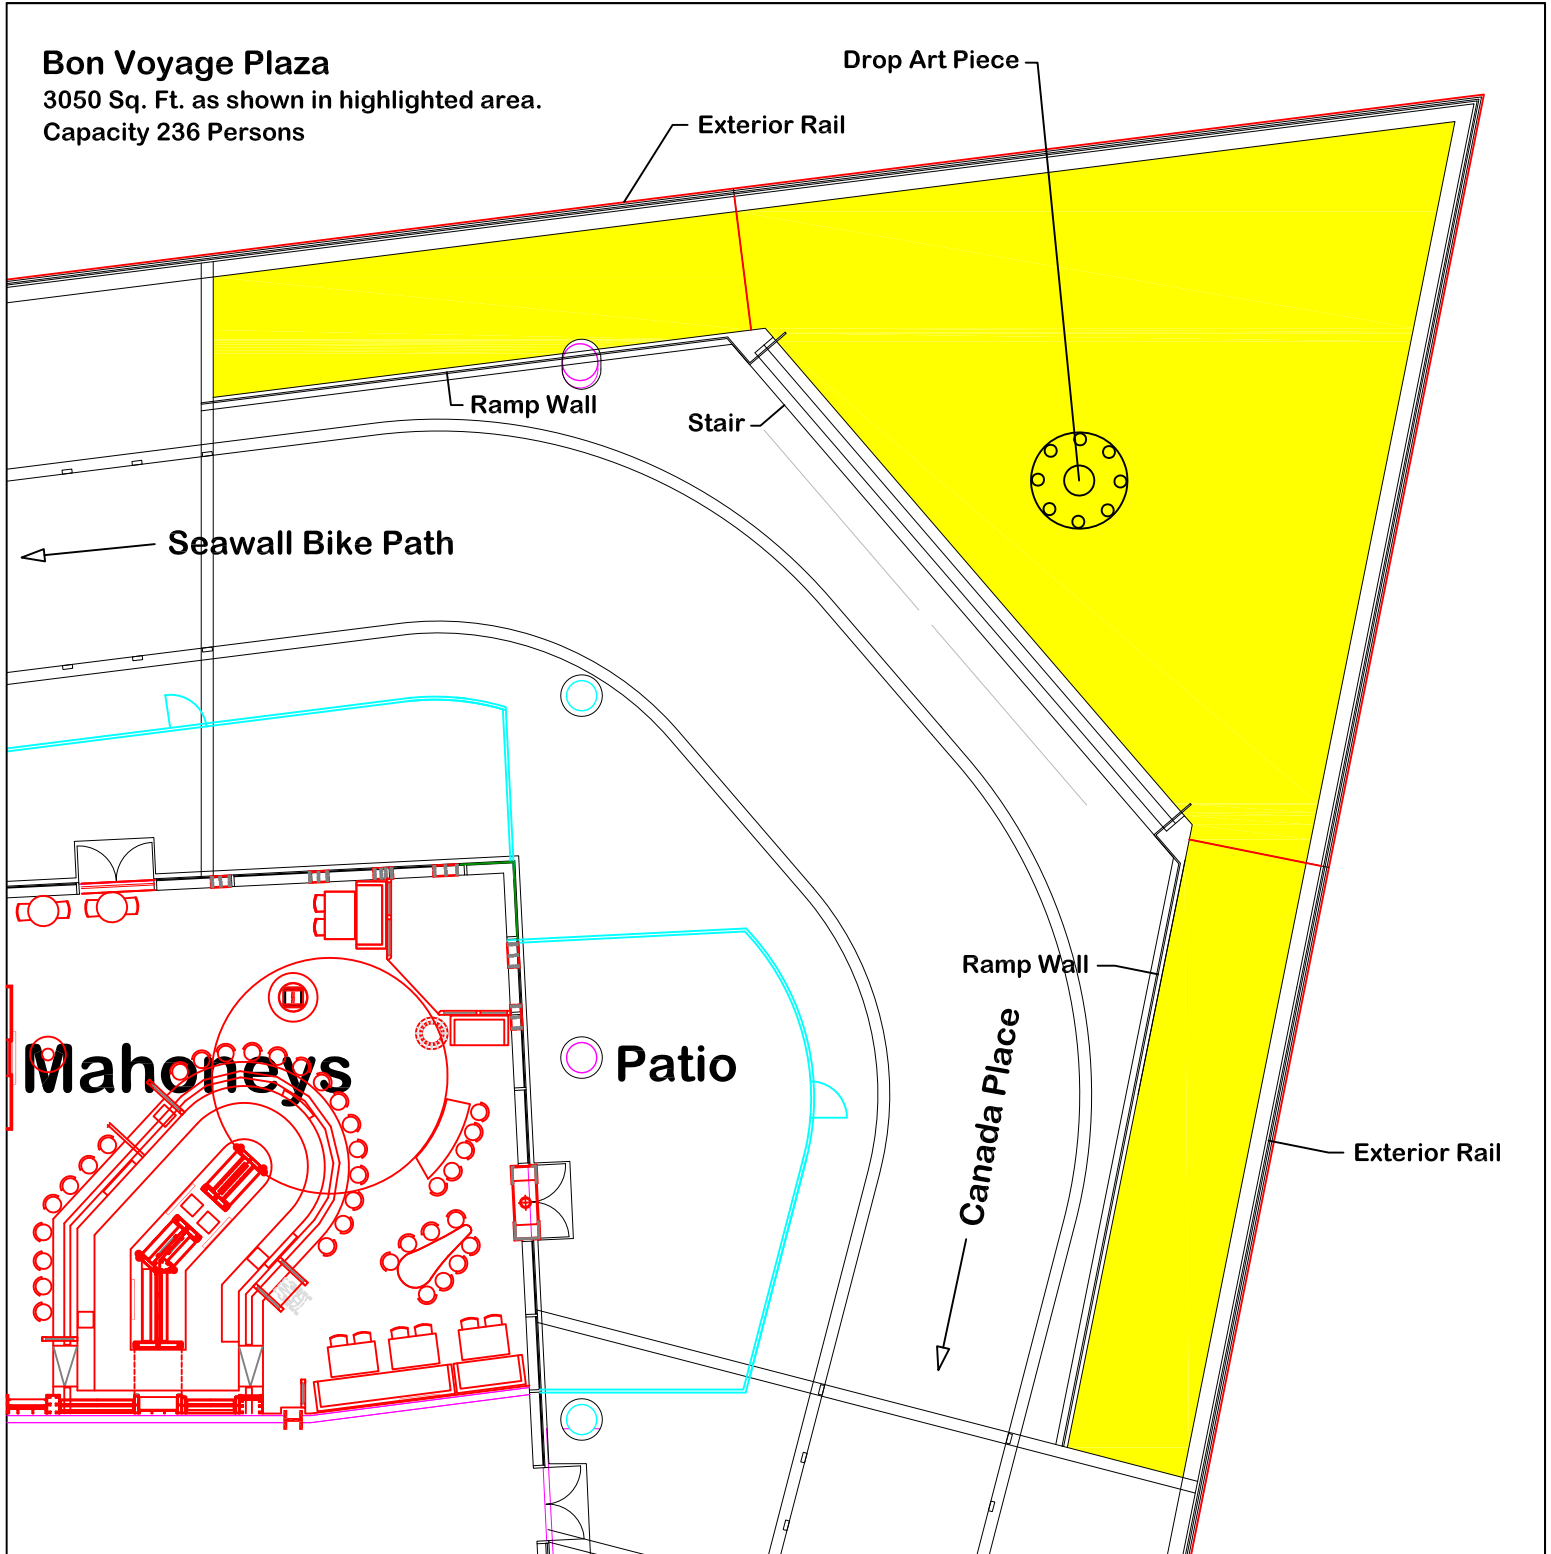 Bon Voyage Plaza
3050 Sq. Ft. as shown in highlighted area.
Capacity 236 Persons
Drop Art Piece
Exterior Rail
Ramp Wall
Stair
Seawall Bike Path
Ramp Wall
Mahoneys
Patio
Canada Place
Exterior Rail